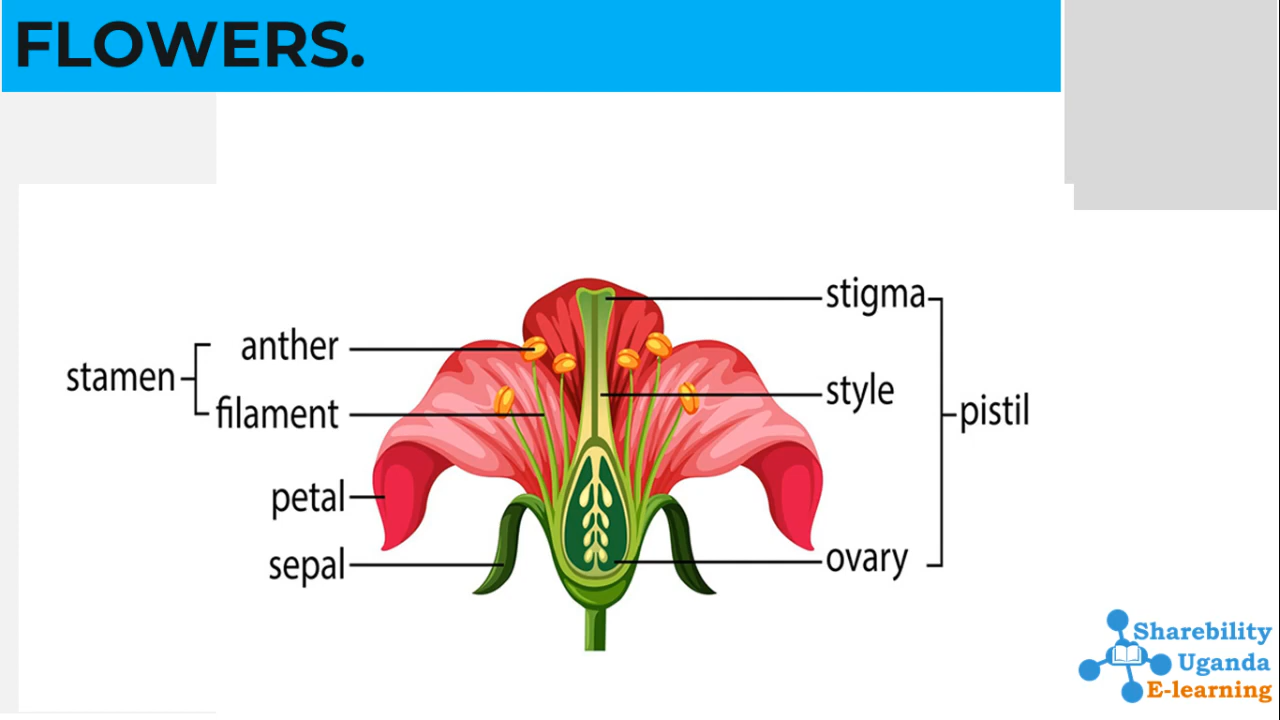 FLOWERS.
stigma
anther
stamen
style
filament
pistil
petal
sepal
ovary
Sharebility
Uganda
E-learning